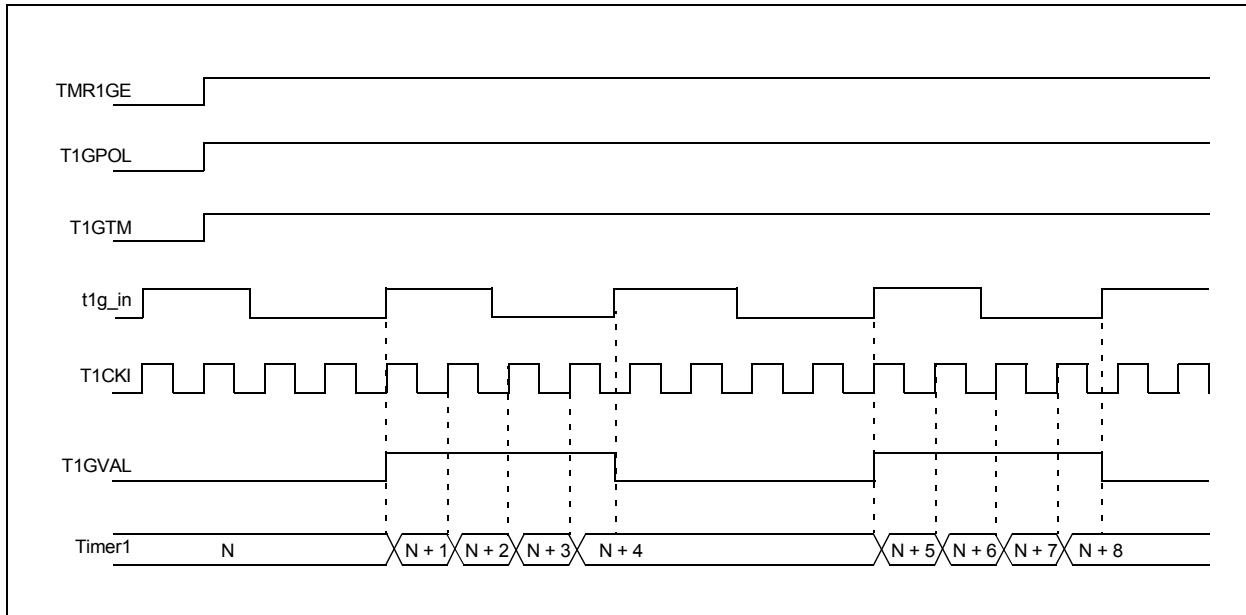 TMR1GE
T1GPOL
T1GTM
t1g_in
T1CKI
T1GVAL
Timer1 N N + 1 N + 2 N + 3 N + 4 N + 5 N + 6 N + 7 N + 8